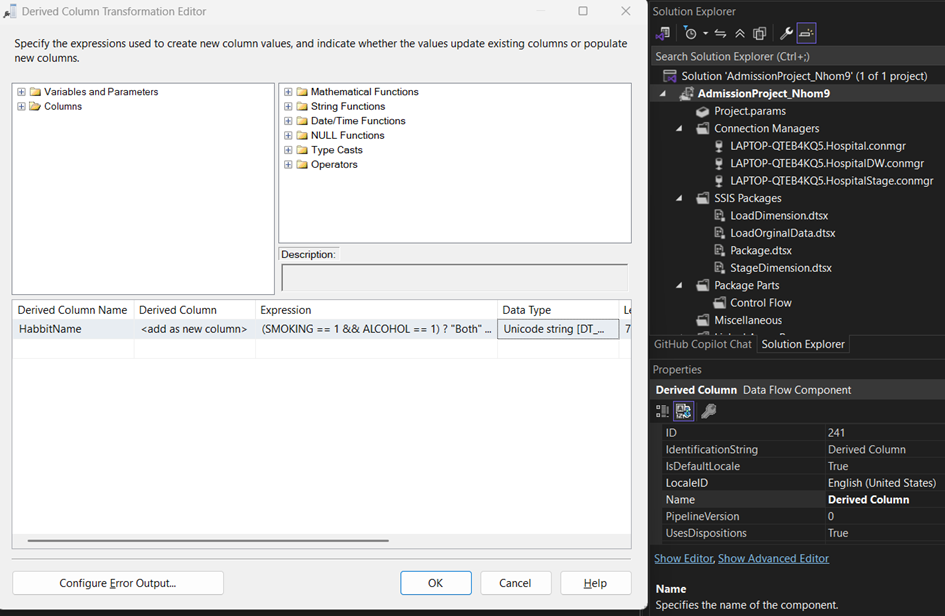 Derived Column Transformation Editor
Specify the expressions used to create new column values, and indicate whether the values update existing columns or populate
new columns.
Variables and Parameters
Columns
Mathematical Functions
String Functions
Date/Time Functions
NULL Functions
Type Casts
Operators
Description:
Derived Column Name Derived Column Expression Data Type Le
HabbitName <add as new column> (SMOKING == 1 && ALCOHOL == 1) ? "Both" ... Unicode string [DT_... 7
Configure Error Output... OK Cancel Help
Solution Explorer
Search Solution Explorer (Ctrl+;)
Solution 'AdmissionProject_Nhom9' (1 of 1 project)
AdmissionProject_Nhom9
Project.params
Connection Managers
LAPTOP-QTEB4KQ5.Hospital.conmgr
LAPTOP-QTEB4KQ5.HospitalDW.conmgr
LAPTOP-QTEB4KQ5.HospitalStage.conmgr
SSIS Packages
LoadDimension.dtsx
LoadOrginalData.dtsx
Package.dtsx
StageDimension.dtsx
Package Parts
Control Flow
Miscellaneous
GitHub Copilot Chat Solution Explorer
Properties
Derived Column Data Flow Component
ID 241
IdentificationString Derived Column
IsDefaultLocale True
LocaleID English (United States)
Name Derived Column
PipelineVersion 0
UsesDispositions True
Show Editor, Show Advanced Editor
Name
Specifies the name of the component.